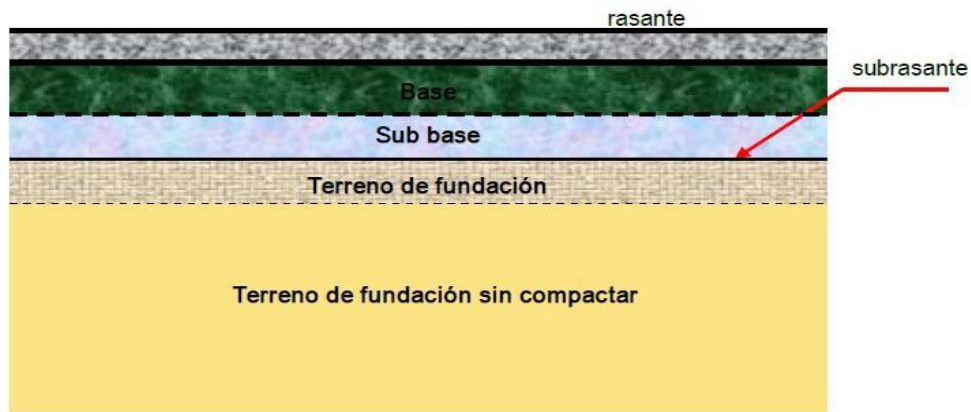 rasante
subrasante
Base
Sub base
Terreno de fundación
Terreno de fundación sin compactar